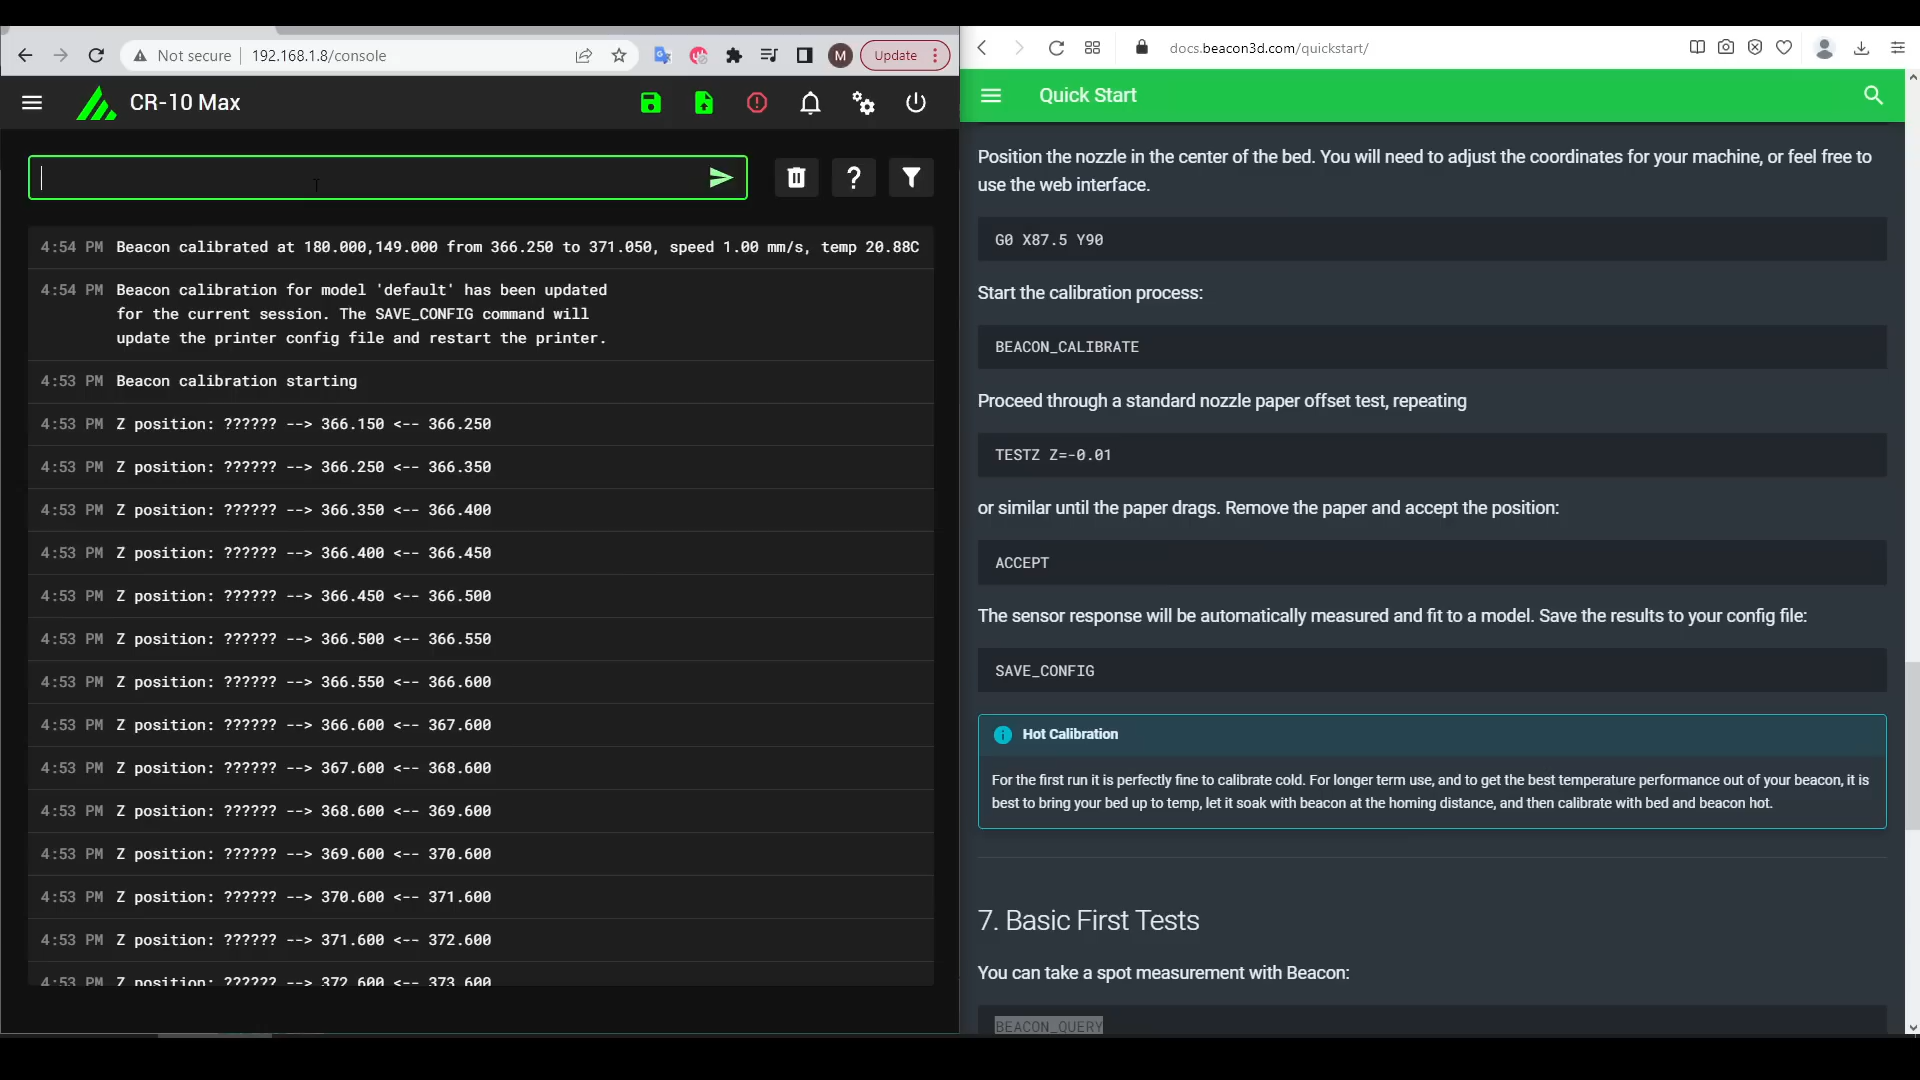 Not secure
192.168.1.8/console
M
Update
CR-10 Max
4:54 PM Beacon calibrated at 180.000,149.000 from 366.250 to 371.050, speed 1.00 mm/s, temp 20.88C
4:54 PM Beacon calibration for model 'default' has been updated
for the current session. The SAVE_CONFIG command will
update the printer config file and restart the printer.
4:53 PM Beacon calibration starting
4:53 PM Z position: ?????? --> 366.150 <-- 366.250
4:53 PM Z position: ?????? --> 366.250 <-- 366.350
4:53 PM Z position: ?????? --> 366.350 <-- 366.400
4:53 PM Z position: ?????? --> 366.400 <-- 366.450
4:53 PM Z position: ?????? --> 366.450 <-- 366.500
4:53 PM Z position: ?????? --> 366.500 <-- 366.550
4:53 PM Z position: ?????? --> 366.550 <-- 366.600
4:53 PM Z position: ?????? --> 366.600 <-- 367.600
4:53 PM Z position: ?????? --> 367.600 <-- 368.600
4:53 PM Z position: ?????? --> 368.600 <-- 369.600
4:53 PM Z position: ?????? --> 369.600 <-- 370.600
4:53 PM Z position: ?????? --> 370.600 <-- 371.600
4:53 PM Z position: ?????? --> 371.600 <-- 372.600
4:53 PM Z position: ?????? --> 372.600 <-- 373.600
docs.beacon3d.com/quickstart/
Quick Start
Position the nozzle in the center of the bed. You will need to adjust the coordinates for your machine, or feel free to
use the web interface.
G0 X87.5 Y90
Start the calibration process:
BEACON_CALIBRATE
Proceed through a standard nozzle paper offset test, repeating
TESTZ Z=-0.01
or similar until the paper drags. Remove the paper and accept the position:
ACCEPT
The sensor response will be automatically measured and fit to a model. Save the results to your config file:
SAVE_CONFIG
Hot Calibration
For the first run it is perfectly fine to calibrate cold. For longer term use, and to get the best temperature performance out of your beacon, it is
best to bring your bed up to temp, let it soak with beacon at the homing distance, and then calibrate with bed and beacon hot.
7. Basic First Tests
You can take a spot measurement with Beacon:
BEACON_QUERY